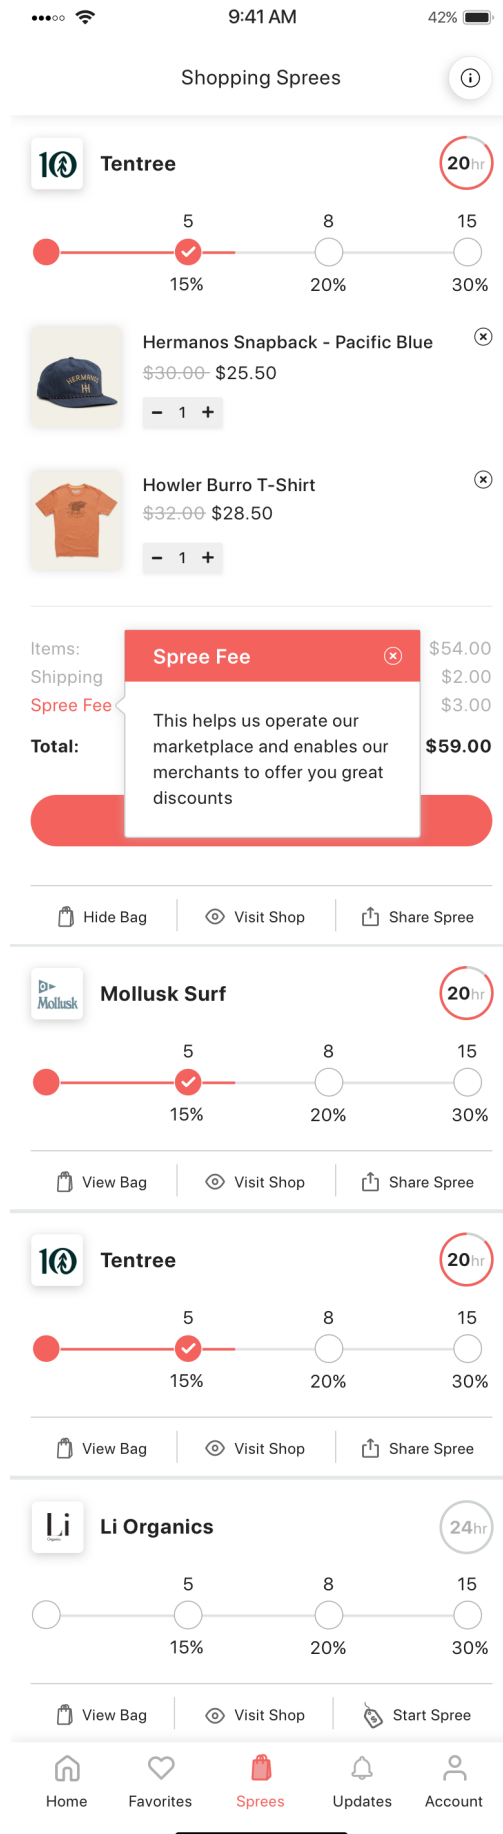 9:41 AM
42%
Shopping Sprees
Tentree
20hr
5
8
15
15%
20%
30%
Hermanos Snapback - Pacific Blue
$30.00 $25.50
- 1 +
HERMANOS
Howler Burro T-Shirt
$32.00 $28.50
- 1 +
Items:
$54.00
Shipping
$2.00
Spree Fee
$3.00
Total:
$59.00
Spree Fee
This helps us operate our
marketplace and enables our
merchants to offer you great
discounts
Hide Bag
Visit Shop
Share Spree
Mollusk
Mollusk Surf
20hr
5
8
15
15%
20%
30%
View Bag
Visit Shop
Share Spree
Tentree
20hr
5
8
15
15%
20%
30%
View Bag
Visit Shop
Share Spree
Li
Organics
Li Organics
24hr
5
8
15
15%
20%
30%
View Bag
Visit Shop
Start Spree
Home
Favorites
Sprees
Updates
Account